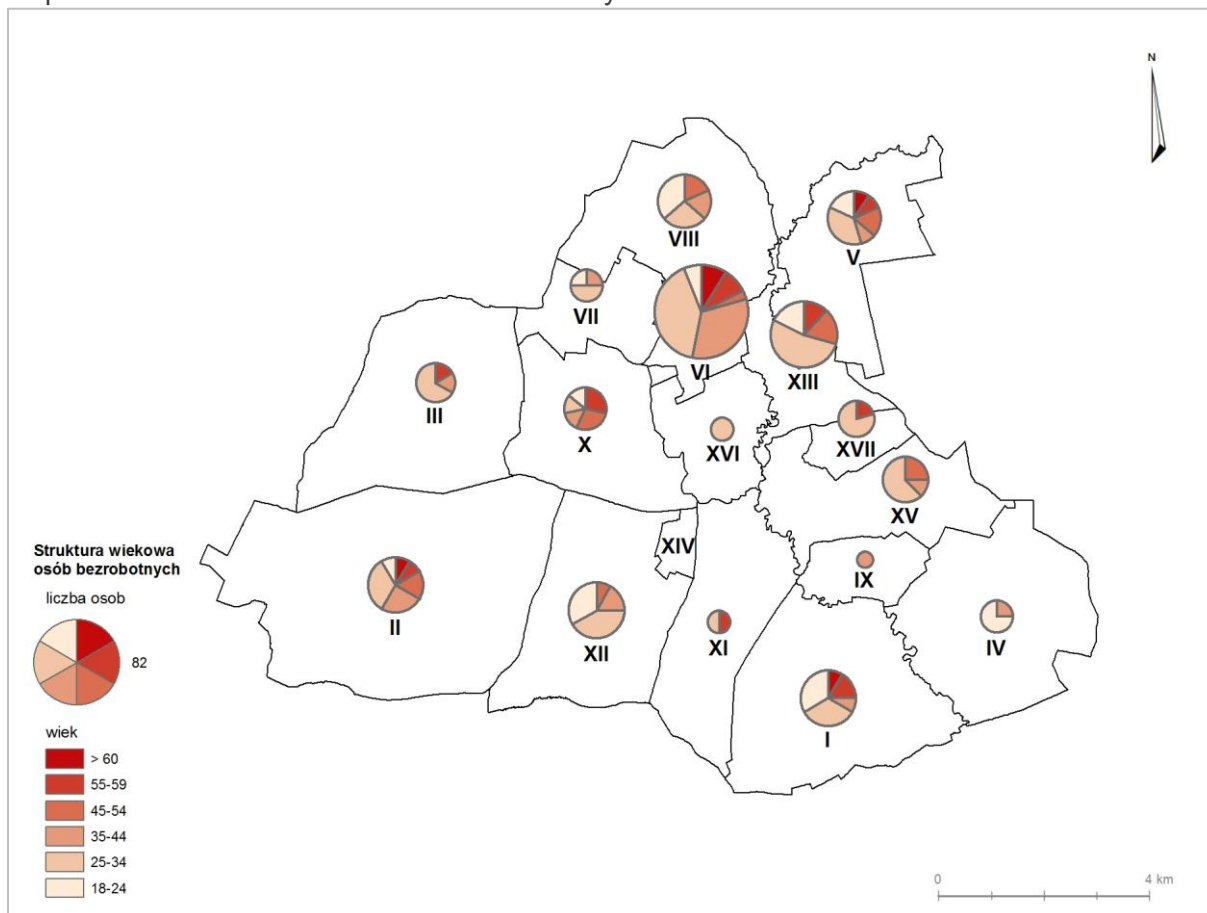 N
VIII
V
VII
VI
XIII
III
X
XVI
XVII
XV
XIV
IX
II
XII
XI
IV
I
Struktura wiekowa
osób bezrobotnych
liczba osob
82
wiek
> 60
55-59
45-54
35-44
25-34
18-24
0
4 km